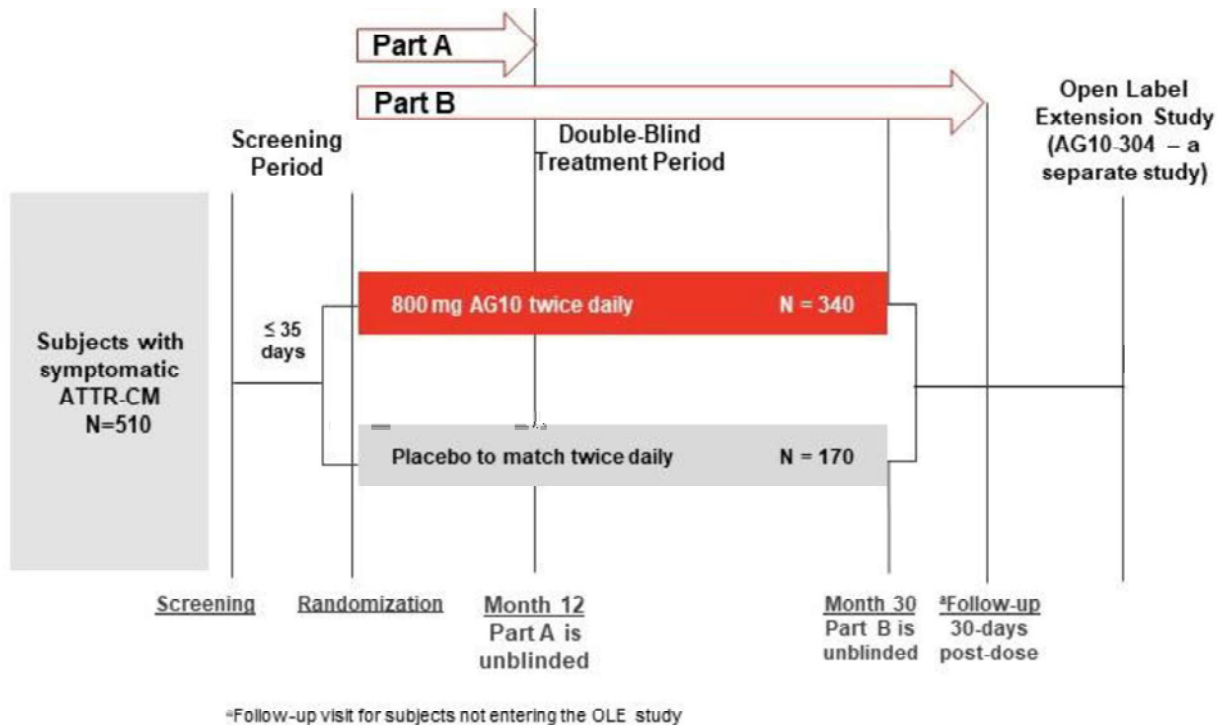 Part A
Part B
Open Label
Extension Study
(AG10-304 – a
separate study)
Screening
Period
Double-Blind
Treatment Period
800 mg AG10 twice daily N = 340
≤ 35
days
Subjects with
symptomatic
ATTR-CM
N=510
Placebo to match twice daily N = 170
Screening
Randomization
Month 12
Part A is
unblinded
Month 30
Part B is
unblinded
ªFollow-up
30-days
post-dose
ªFollow-up visit for subjects not entering the OLE study